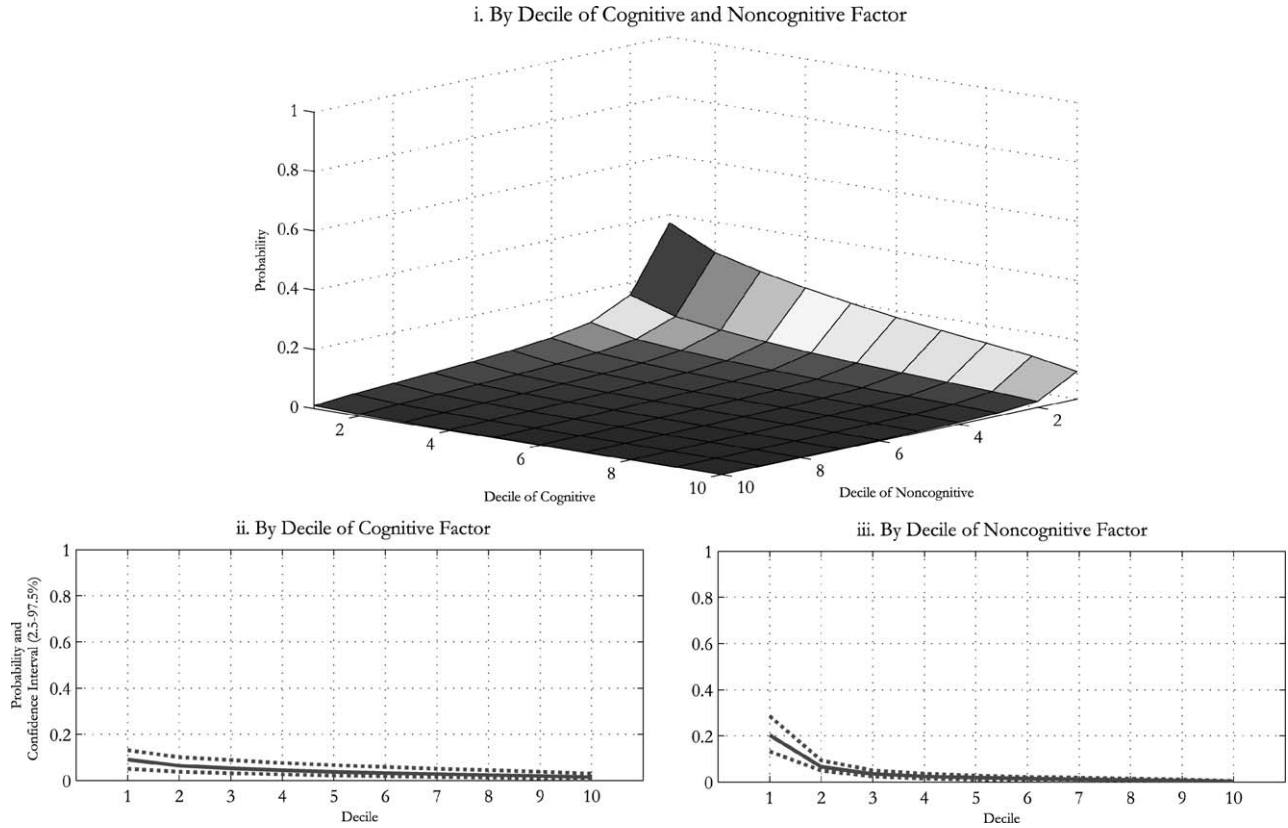 i. By Decile of Cognitive and Noncognitive Factor
1
0.8
0.6
0.4
0.2
0
Probability
2
4
6
8
10
Decile of Cognitive
10
8
6
4
2
Decile of Noncognitive
ii. By Decile of Cognitive Factor
Probability and
Confidence Interval (2.5-97.5%)
1
0.8
0.6
0.4
0.2
0
1 2 3 4 5 6 7 8 9 10
Decile
iii. By Decile of Noncognitive Factor
1
0.8
0.6
0.4
0.2
0
1 2 3 4 5 6 7 8 9 10
Decile